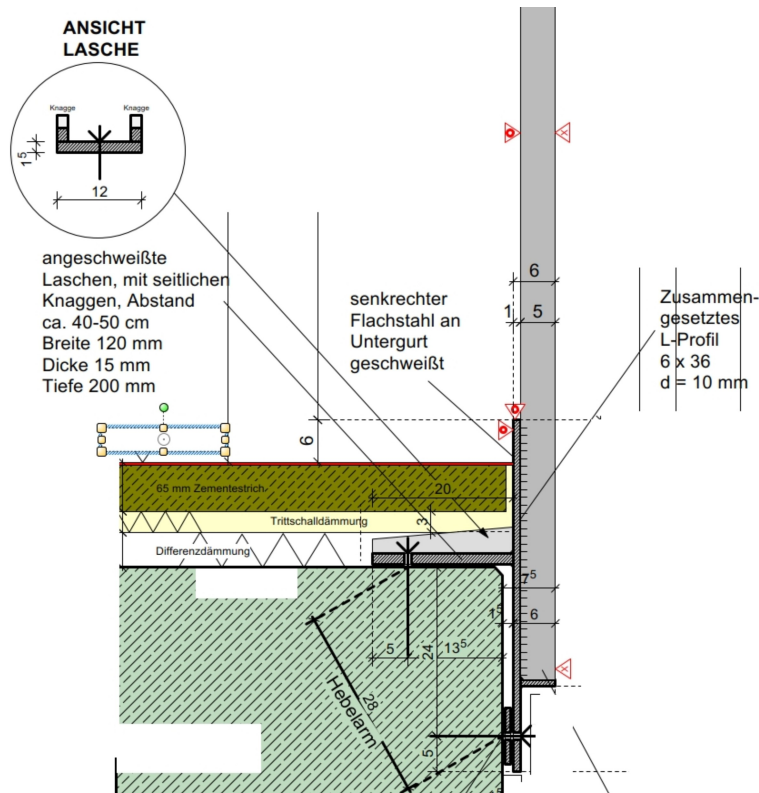 ANSICHT
LASCHE
Knagge
Knagge
1⁵
12
angeschweißte
Laschen, mit seitlichen
Knaggen, Abstand
ca. 40-50 cm
Breite 120 mm
Dicke 15 mm
Tiefe 200 mm
senkrechter
Flachstahl an
Untergurt
geschweißt
6
1
5
Zusammen-
gesetztes
L-Profil
6 x 36
d = 10 mm
6
65 mm Zementestrich
20
Trittschalldämmung
3
Differenzdämmung
7⁵
1⁵
6
5
24
13⁵
28
Hebelarm
5